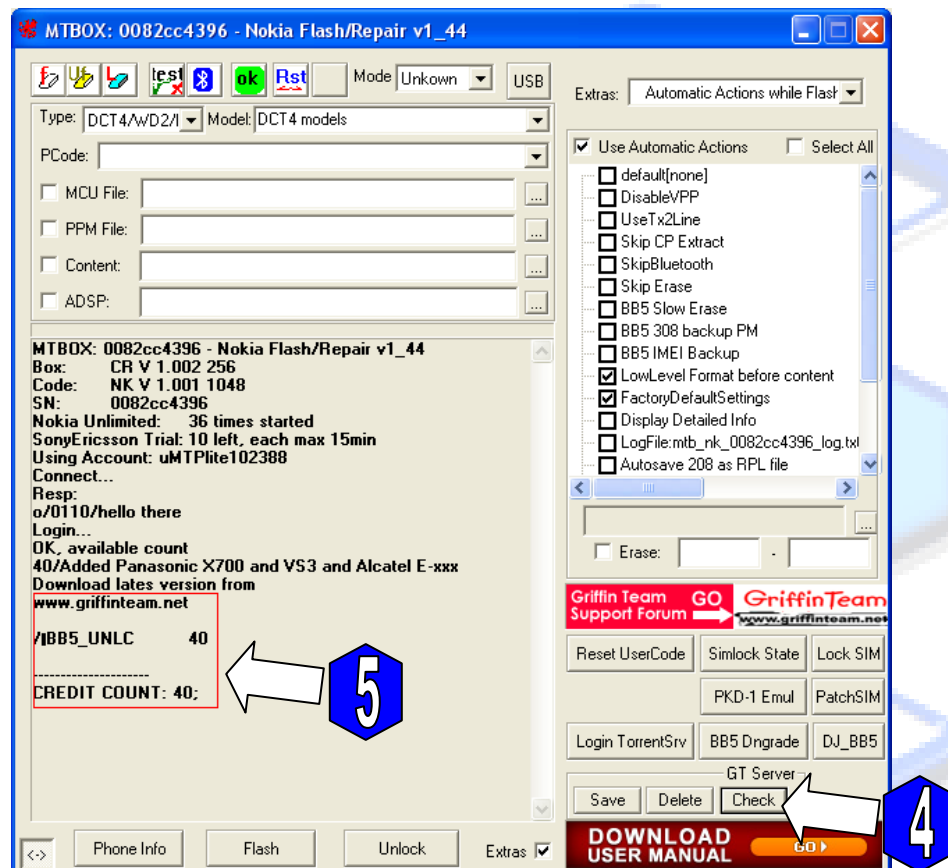 MTBOX: 0082cc4396 - Nokia Flash/Repair v1_44
test ok Rst Mode Unkown USB
Type: DCT4/WD2/I Model: DCT4 models
PCode:
MCU File: ...
PPM File: ...
Content: ...
ADSP: ...
MTBOX: 0082cc4396 - Nokia Flash/Repair v1_44
Box: CR V 1.002 256
Code: NK V 1.001 1048
SN: 0082cc4396
Nokia Unlimited: 36 times started
SonyEricsson Trial: 10 left, each max 15min
Using Account: uMTPlite102388
Connect...
Resp:
o/0110/hello there
Login...
OK, available count
40/Added Panasonic X700 and VS3 and Alcatel E-xxx
Download lates version from
www.griffinteam.net
/|BB5_UNLC 40
--------------------
CREDIT COUNT: 40;
5
<-> Phone Info Flash Unlock Extras
Extras: Automatic Actions while Flash
Use Automatic Actions Select All
default[none]
DisableVPP
UseTx2Line
Skip CP Extract
SkipBluetooth
Skip Erase
BB5 Slow Erase
BB5 308 backup PM
BB5 IMEI Backup
LowLevel Format before content
FactoryDefaultSettings
Display Detailed Info
LogFile:mtb_nk_0082cc4396_log.txt
Autosave 208 as RPL file
...
Erase: -
Griffin Team GO GriffinTeam
Support Forum www.griffinteam.net
Reset UserCode Simlock State Lock SIM
PKD-1 Emul PatchSIM
Login TorrentSrv BB5 Dngrade DJ_BB5
GT Server
Save Delete Check
4
DOWNLOAD
USER MANUAL GO